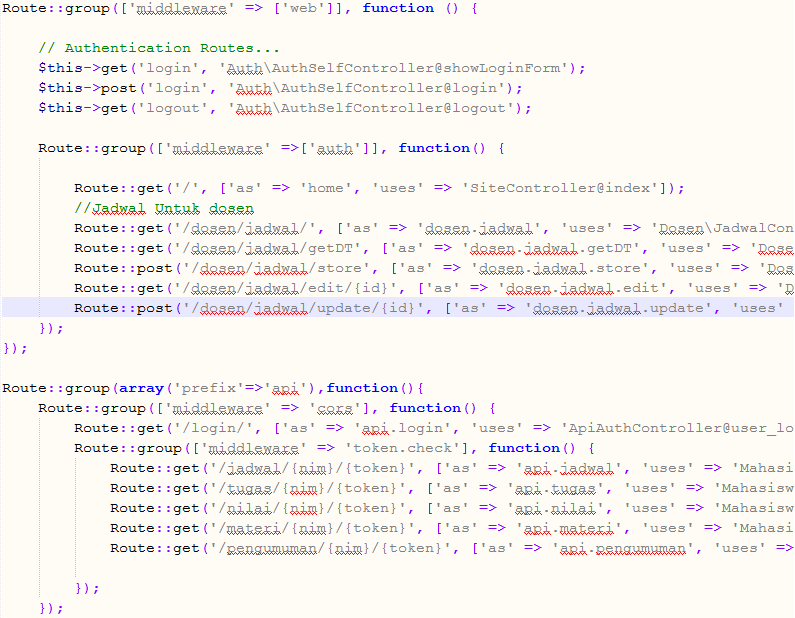 Route::group(['middleware' => ['web']], function () {
// Authentication Routes...
$this->get('login', 'Auth\AuthSelfController@showLoginForm');
$this->post('login', 'Auth\AuthSelfController@login');
$this->get('logout', 'Auth\AuthSelfController@logout');
Route::group(['middleware' =>['auth']], function() {
Route::get('/', ['as' => 'home', 'uses' => 'SiteController@index']);
//Jadwal Untuk dosen
Route::get('/dosen/jadwal/', ['as' => 'dosen.jadwal', 'uses' => 'Dosen\JadwalCon
Route::get('/dosen/jadwal/getDT', ['as' => 'dosen.jadwal.getDT', 'uses' => 'Dose
Route::post('/dosen/jadwal/store', ['as' => 'dosen.jadwal.store', 'uses' => 'Dos
Route::get('/dosen/jadwal/edit/{id}', ['as' => 'dosen.jadwal.edit', 'uses' => 'D
Route::post('/dosen/jadwal/update/{id}', ['as' => 'dosen.jadwal.update', 'uses'
});
});
Route::group(array('prefix'=>'api'),function(){
Route::group(['middleware' => 'cors'], function() {
Route::get('/login/', ['as' => 'api.login', 'uses' => 'ApiAuthController@user_lo
Route::group(['middleware' => 'token.check'], function() {
Route::get('/jadwal/{nim}/{token}', ['as' => 'api.jadwal', 'uses' => 'Mahasi
Route::get('/tugas/{nim}/{token}', ['as' => 'api.tugas', 'uses' => 'Mahasisw
Route::get('/nilai/{nim}/{token}', ['as' => 'api.nilai', 'uses' => 'Mahasisw
Route::get('/materi/{nim}/{token}', ['as' => 'api.materi', 'uses' => 'Mahasi
Route::get('/pengumuman/{nim}/{token}', ['as' => 'api.pengumuman', 'uses' =>
});
});